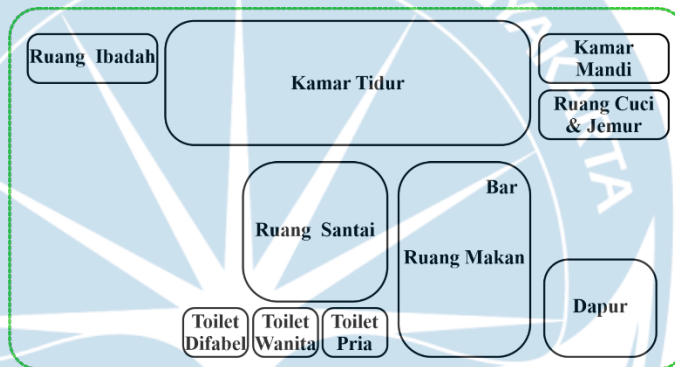 Ruang Ibadah
Kamar Tidur
Kamar
Mandi
Ruang Cuci
& Jemur
Bar
Ruang Santai
Ruang Makan
Dapur
Toilet
Difabel
Toilet
Wanita
Toilet
Pria
YAKARTA